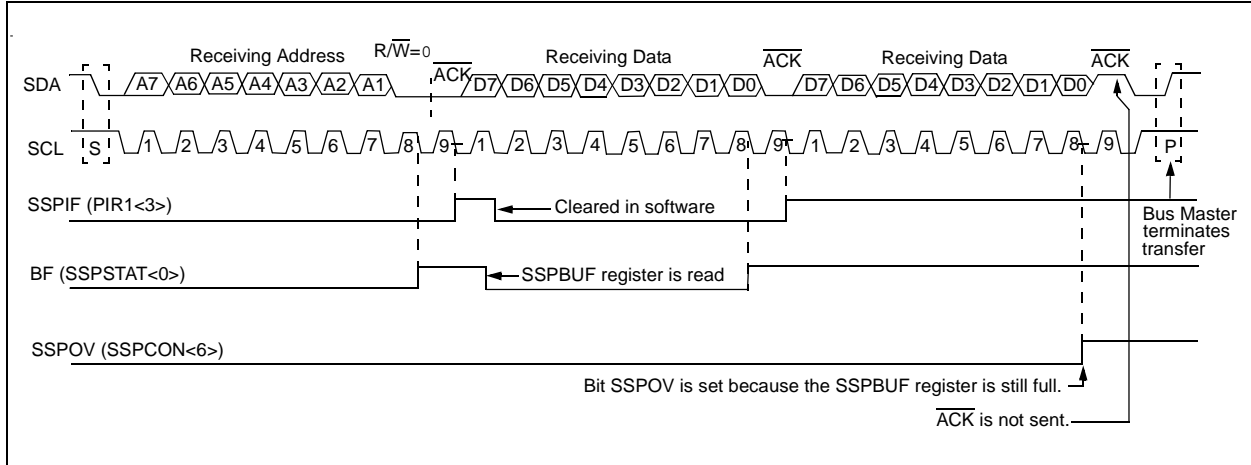 Receiving Address R/W̅=0 A̅C̅K̅ Receiving Data A̅C̅K̅ Receiving Data A̅C̅K̅
SDA A7 A6 A5 A4 A3 A2 A1 D7 D6 D5 D4 D3 D2 D1 D0 D7 D6 D5 D4 D3 D2 D1 D0
SCL S 1 2 3 4 5 6 7 8 9 1 2 3 4 5 6 7 8 9 1 2 3 4 5 6 7 8 9 P
SSPIF (PIR1<3>)
Cleared in software
Bus Master
terminates
transfer
BF (SSPSTAT<0>)
SSPBUF register is read
SSPOV (SSPCON<6>)
Bit SSPOV is set because the SSPBUF register is still full.
A̅C̅K̅ is not sent.